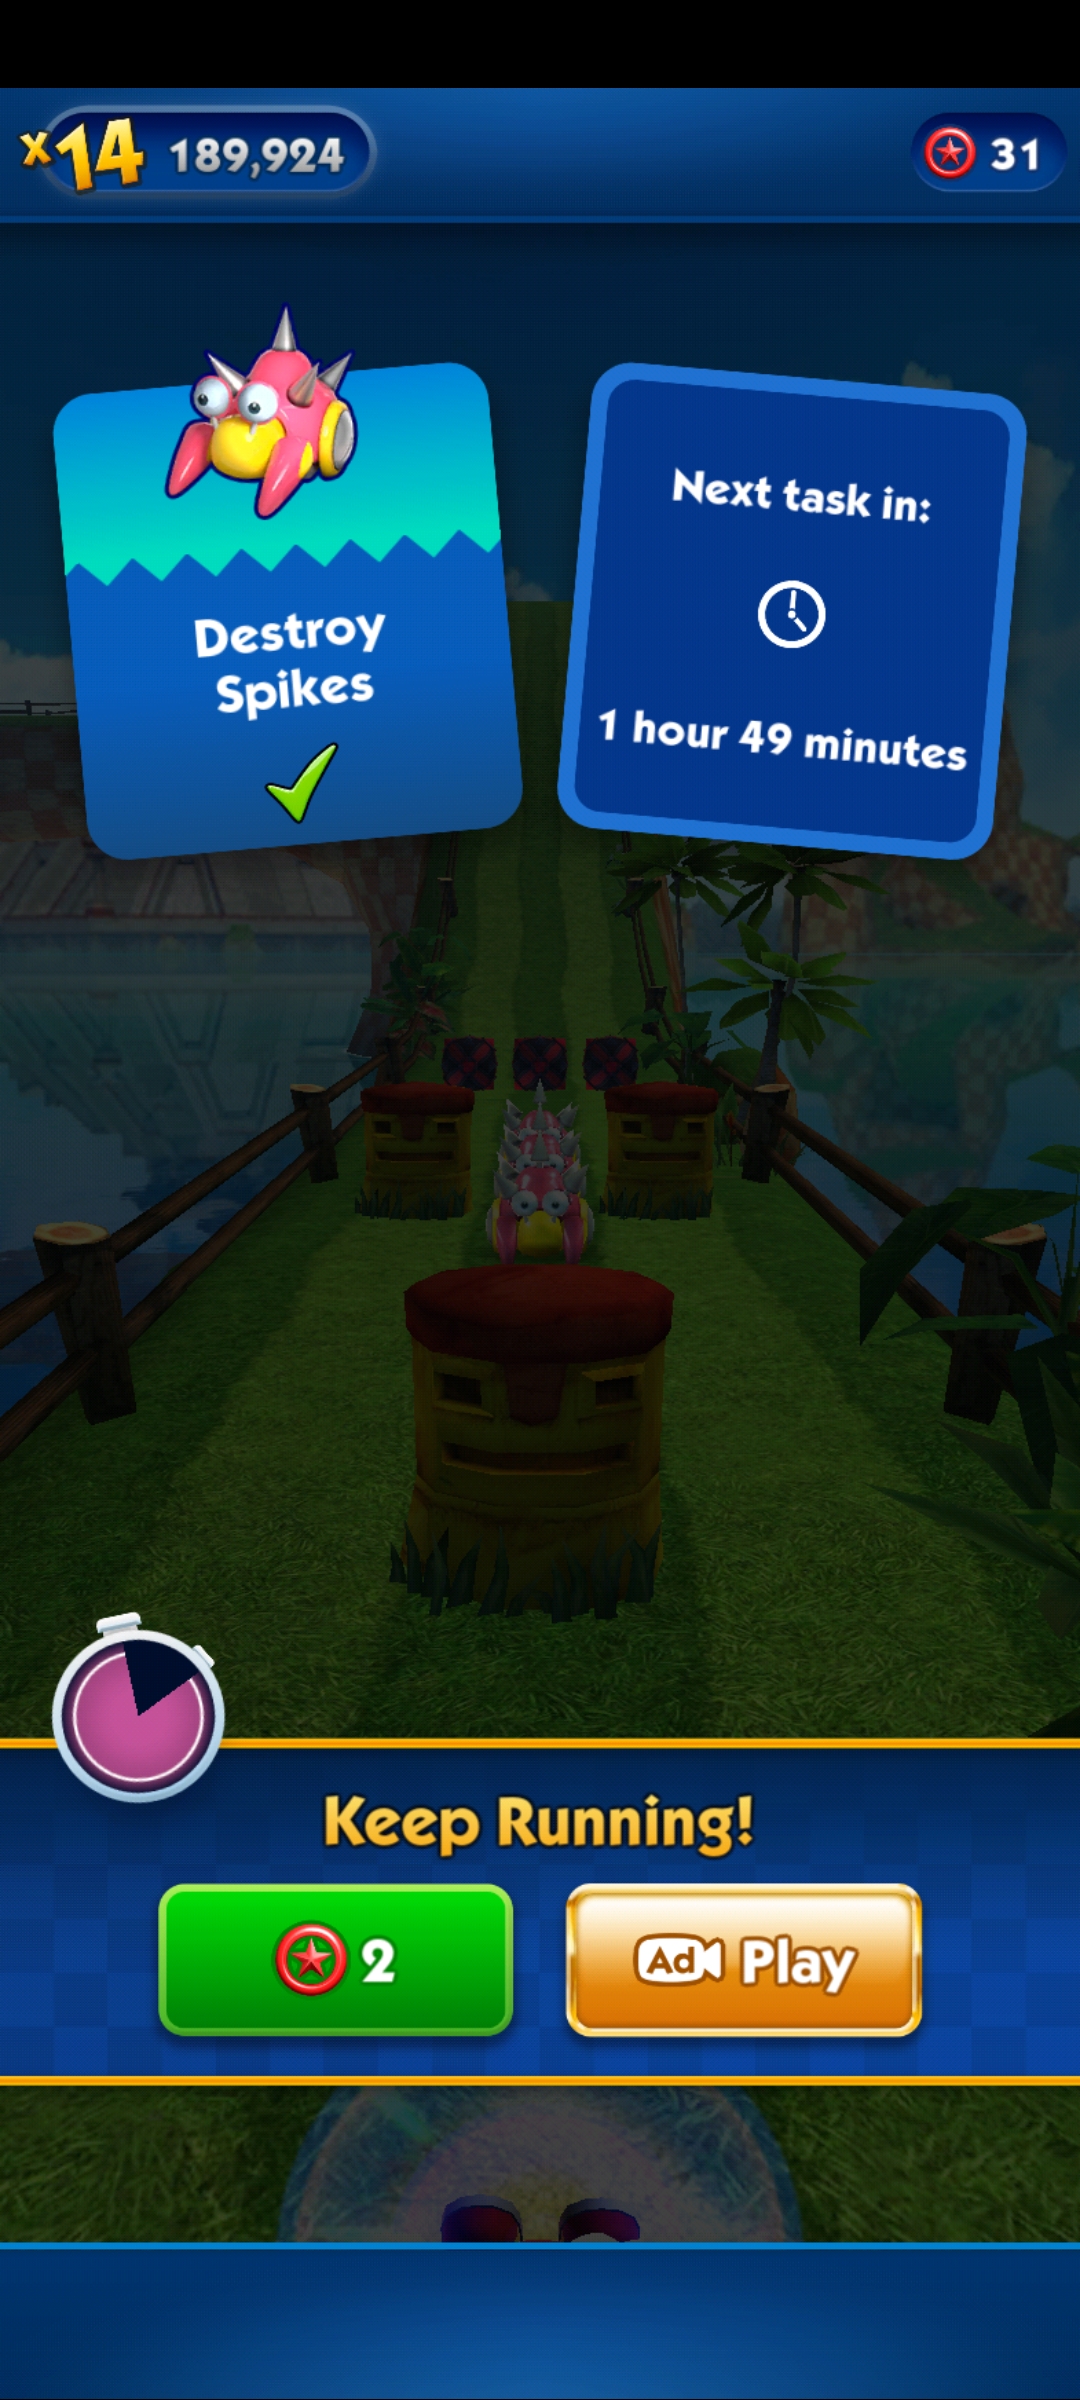 x14 189,924
31
Destroy
Spikes
Next task in:
1 hour 49 minutes
Keep Running!
2
Ad Play